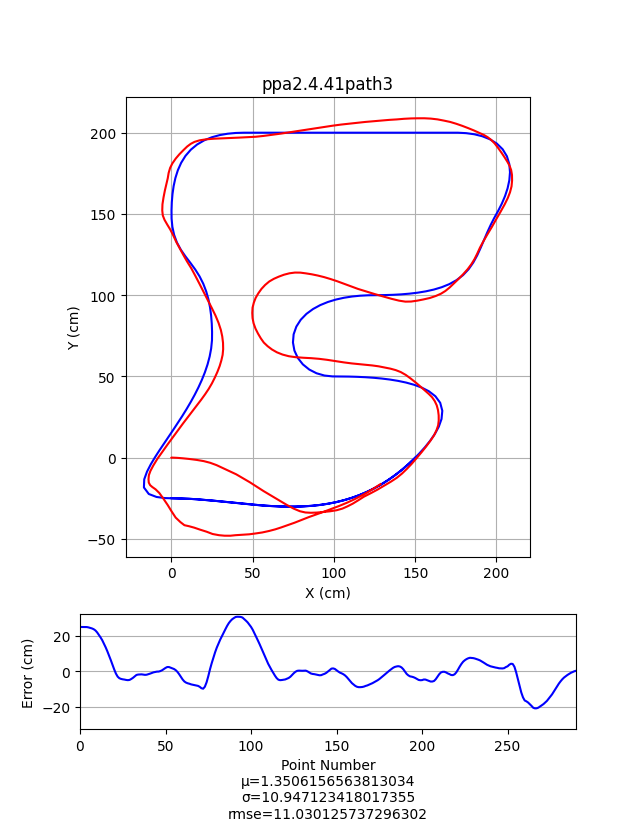 ppa2.4.41path3
Y (cm)
200
150
100
50
0
−50
0
50
100
150
200
X (cm)
Error (cm)
20
0
−20
0
50
100
150
200
250
Point Number
μ=1.3506156563813034
σ=10.947123418017355
rmse=11.030125737296302